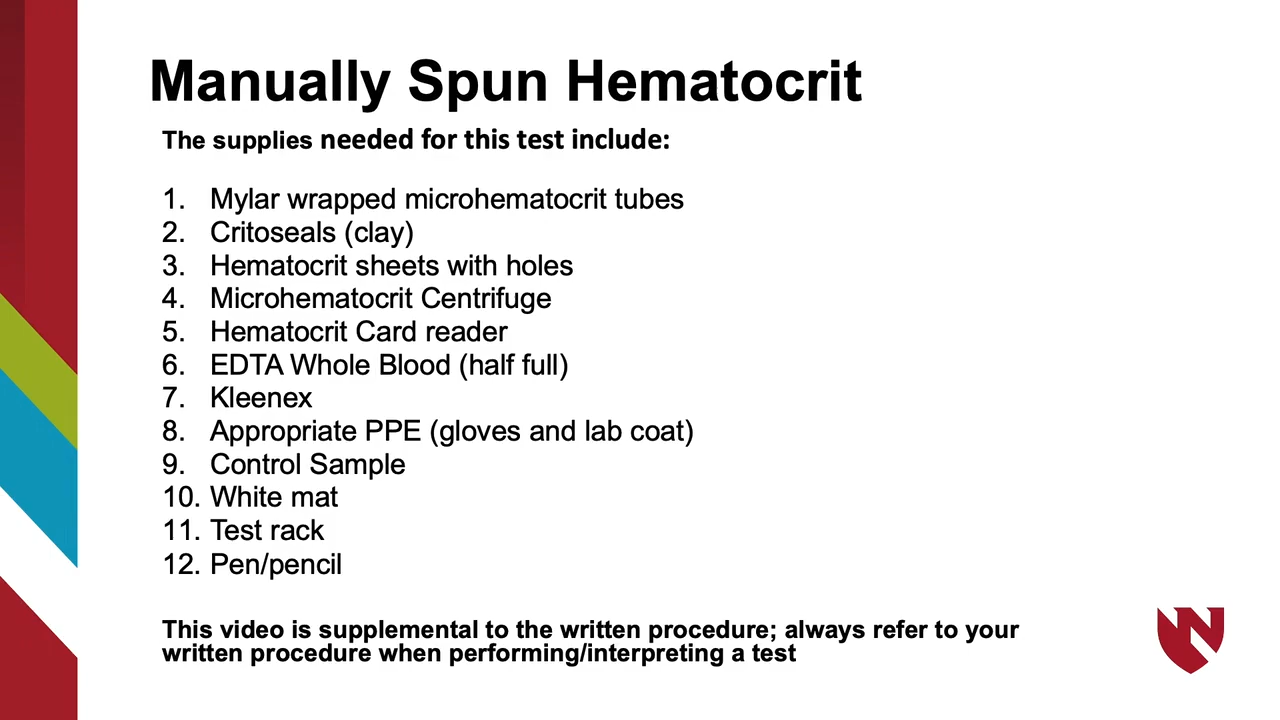 Manually Spun Hematocrit
The supplies needed for this test include:
1. Mylar wrapped microhematocrit tubes
2. Critoseals (clay)
3. Hematocrit sheets with holes
4. Microhematocrit Centrifuge
5. Hematocrit Card reader
6. EDTA Whole Blood (half full)
7. Kleenex
8. Appropriate PPE (gloves and lab coat)
9. Control Sample
10. White mat
11. Test rack
12. Pen/pencil
This video is supplemental to the written procedure; always refer to your
written procedure when performing/interpreting a test